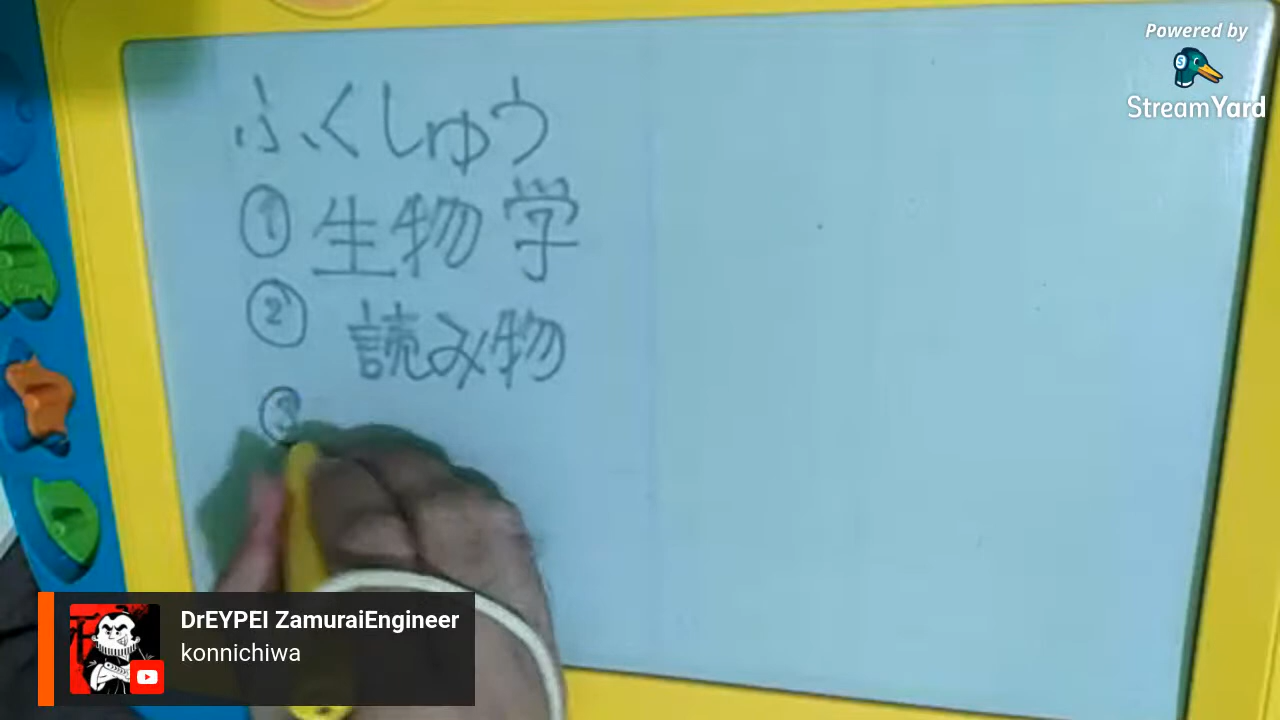 Powered by
StreamYard
ふくしゅう
① 生物学
② 読み物
③
DrEYPEI ZamuraiEngineer
konnichiwa